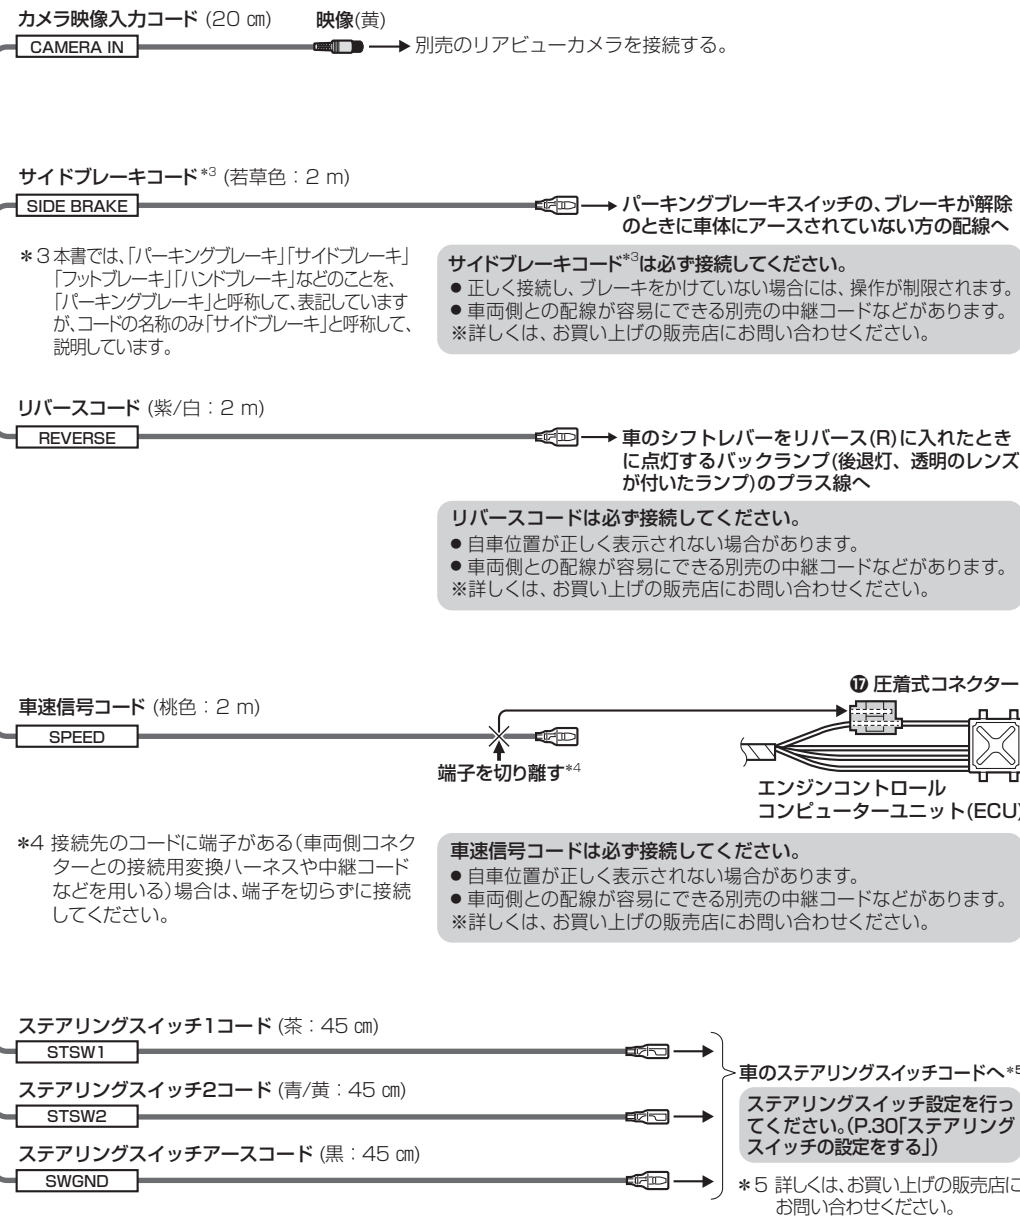 カメラ映像入力コード (20 ㎝) 映像(黄)
CAMERA IN
別売のリアビューカメラを接続する。
サイドブレーキコード*3 (若草色：2 m)
SIDE BRAKE
パーキングブレーキスイッチの、ブレーキが解除
のときに車体にアースされていない方の配線へ
*3 本書では、「パーキングブレーキ」「サイドブレーキ」
「フットブレーキ」「ハンドブレーキ」などのことを、
「パーキングブレーキ」と呼称して、表記しています
が、コードの名称のみ「サイドブレーキ」と呼称して、
説明しています。
サイドブレーキコード*3は必ず接続してください。
● 正しく接続し、ブレーキをかけていない場合には、操作が制限されます。
● 車両側との配線が容易にできる別売の中継コードなどがあります。
※詳しくは、お買い上げの販売店にお問い合わせください。
リバースコード (紫/白：2 m)
REVERSE
車のシフトレバーをリバース(R)に入れたとき
に点灯するバックランプ(後退灯、透明のレンズ
が付いたランプ)のプラス線へ
リバースコードは必ず接続してください。
● 自車位置が正しく表示されない場合があります。
● 車両側との配線が容易にできる別売の中継コードなどがあります。
※詳しくは、お買い上げの販売店にお問い合わせください。
⓱ 圧着式コネクター
車速信号コード (桃色：2 m)
SPEED
端子を切り離す*4
エンジンコントロール
コンピューターユニット(ECU)
*4 接続先のコードに端子がある(車両側コネク
ターとの接続用変換ハーネスや中継コード
などを用いる)場合は、端子を切らずに接続
してください。
車速信号コードは必ず接続してください。
● 自車位置が正しく表示されない場合があります。
● 車両側との配線が容易にできる別売の中継コードなどがあります。
※詳しくは、お買い上げの販売店にお問い合わせください。
ステアリングスイッチ1コード (茶：45 ㎝)
STSW1
ステアリングスイッチ2コード (青/黄：45 ㎝)
STSW2
ステアリングスイッチアースコード (黒：45 ㎝)
SWGND
車のステアリングスイッチコードへ*5
ステアリングスイッチ設定を行っ
てください。(P.30「ステアリング
スイッチの設定をする」)
*5 詳しくは、お買い上げの販売店に
お問い合わせください。